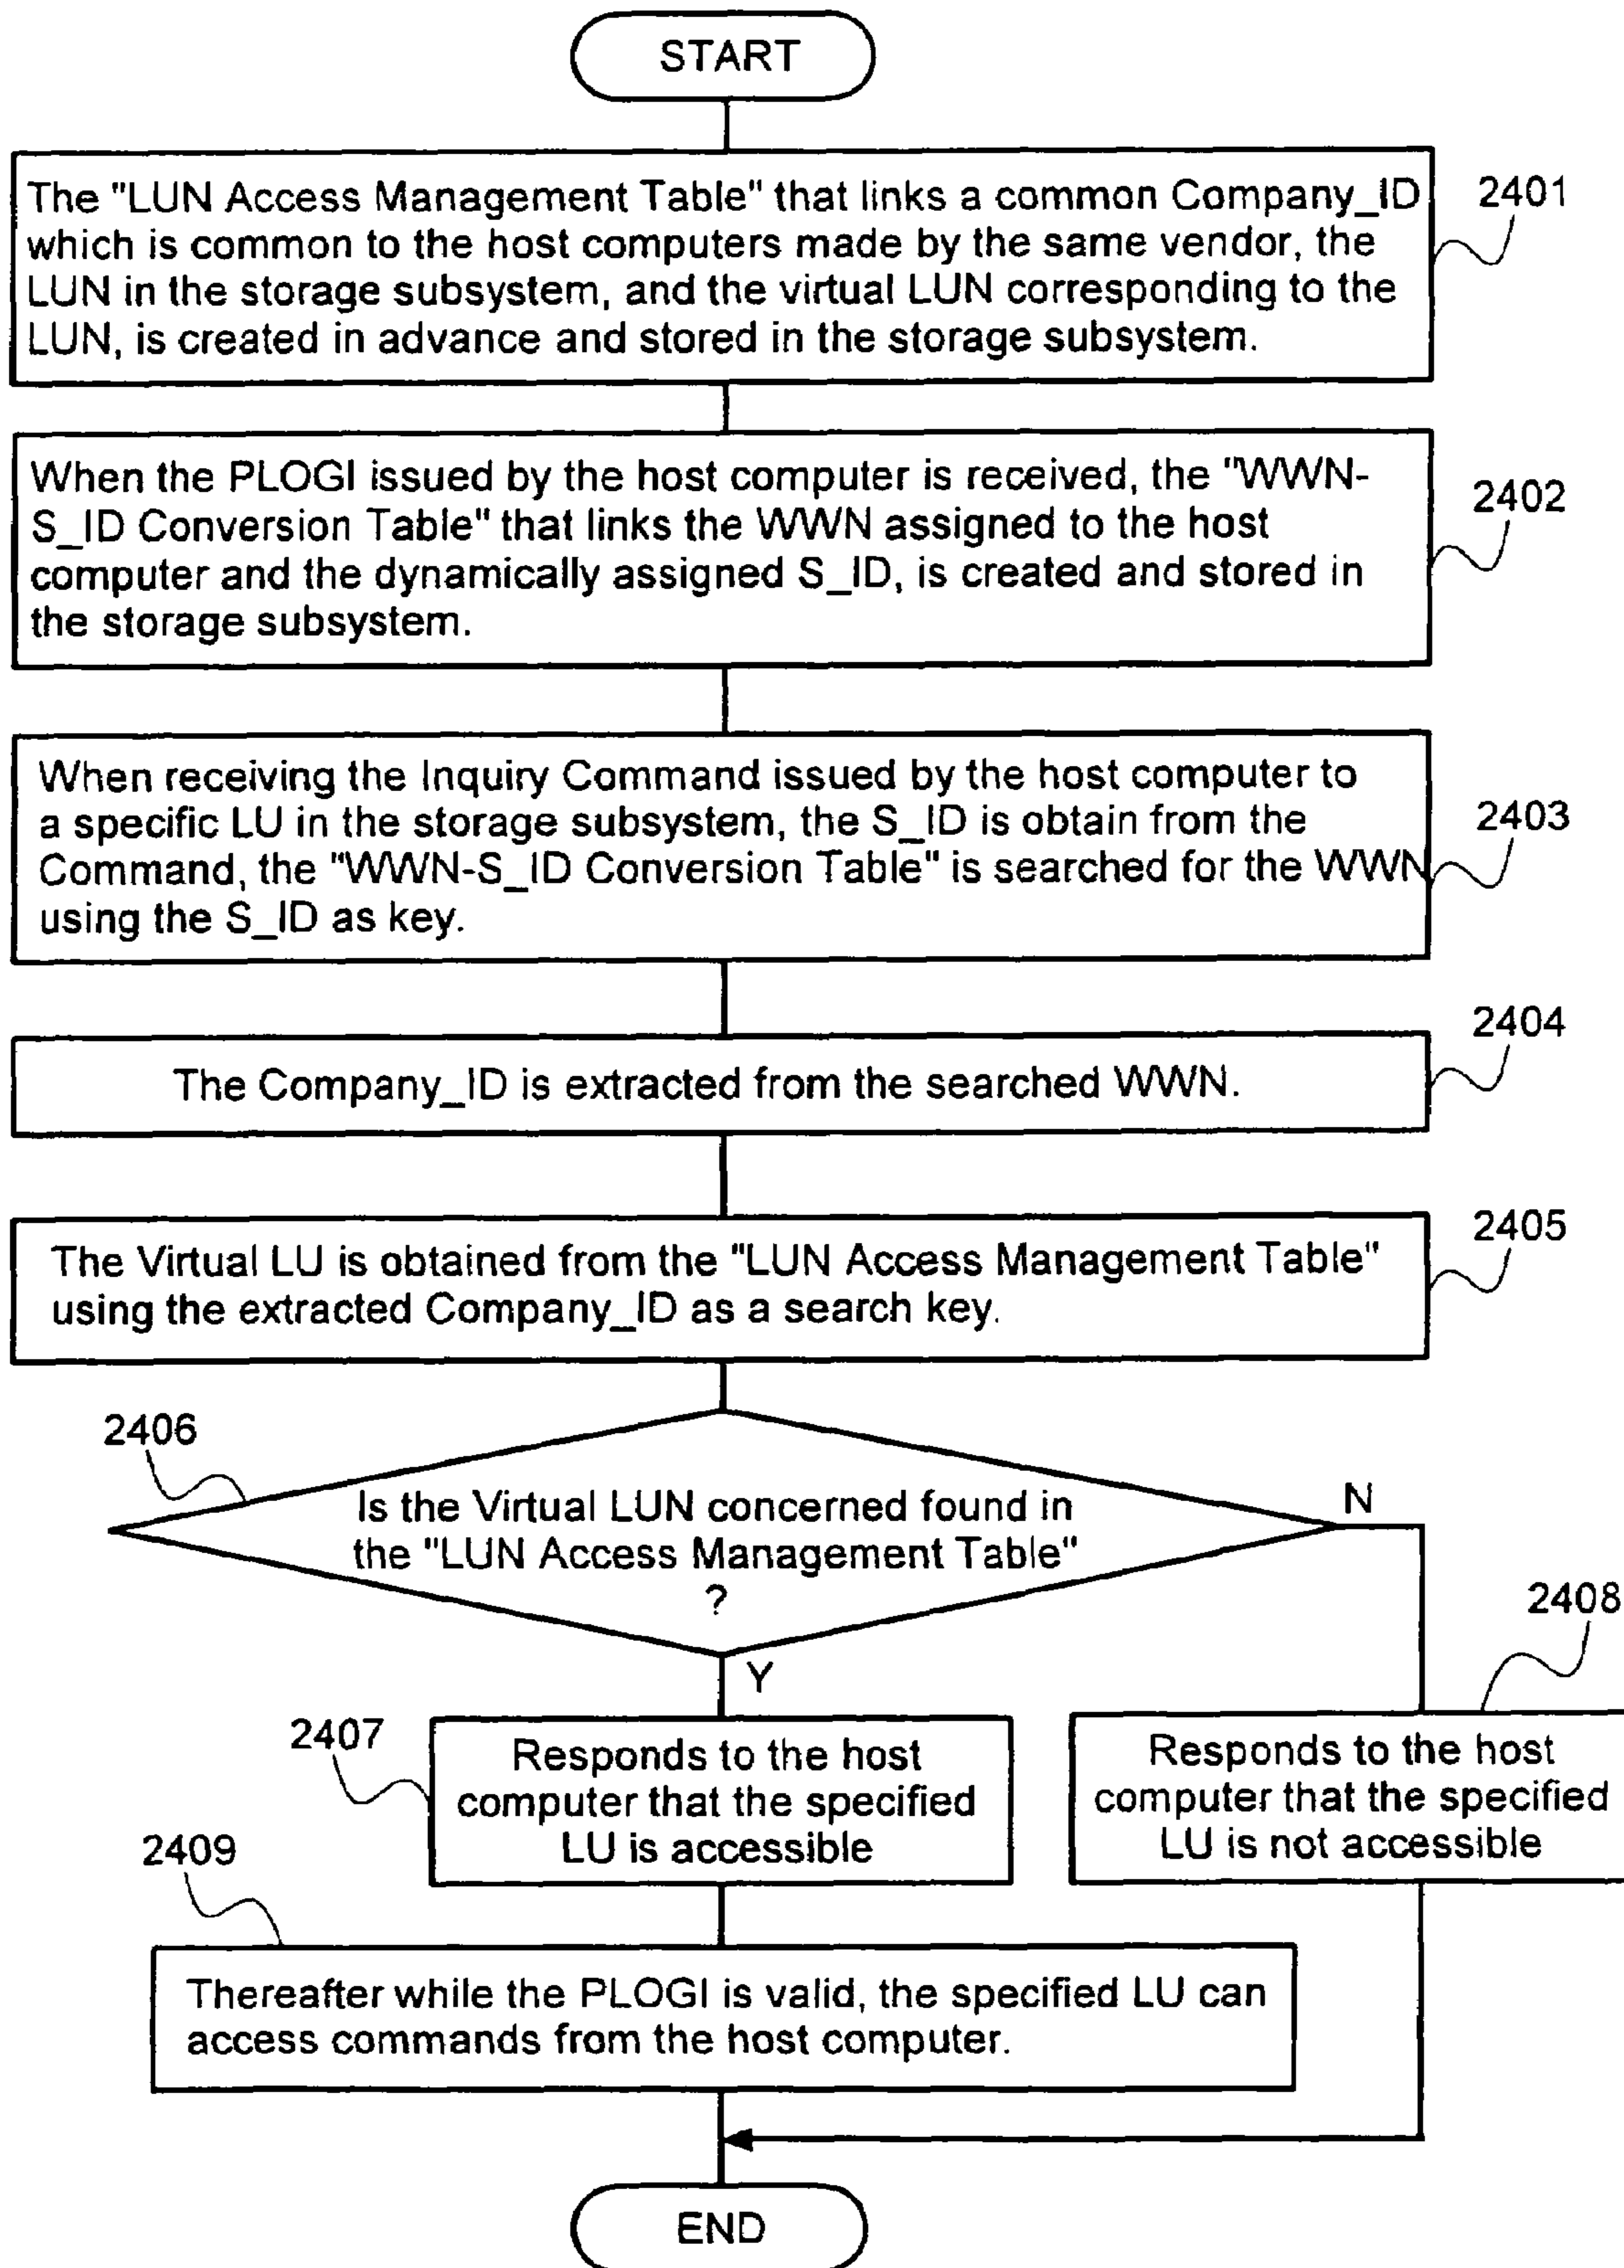 START
The "LUN Access Management Table" that links a common Company_ID
which is common to the host computers made by the same vendor, the
LUN in the storage subsystem, and the virtual LUN corresponding to the
LUN, is created in advance and stored in the storage subsystem.
2401
When the PLOGI issued by the host computer is received, the "WWN-
S_ID Conversion Table" that links the WWN assigned to the host
computer and the dynamically assigned S_ID, is created and stored in
the storage subsystem.
2402
When receiving the Inquiry Command issued by the host computer to
a specific LU in the storage subsystem, the S_ID is obtain from the
Command, the "WWN-S_ID Conversion Table" is searched for the WWN
using the S_ID as key.
2403
The Company_ID is extracted from the searched WWN.
2404
The Virtual LU is obtained from the "LUN Access Management Table"
using the extracted Company_ID as a search key.
2405
2406
Is the Virtual LUN concerned found in
the "LUN Access Management Table"
?
N
Y
2407
Responds to the host
computer that the specified
LU is accessible
2408
Responds to the host
computer that the specified
LU is not accessible
2409
Thereafter while the PLOGI is valid, the specified LU can
access commands from the host computer.
END